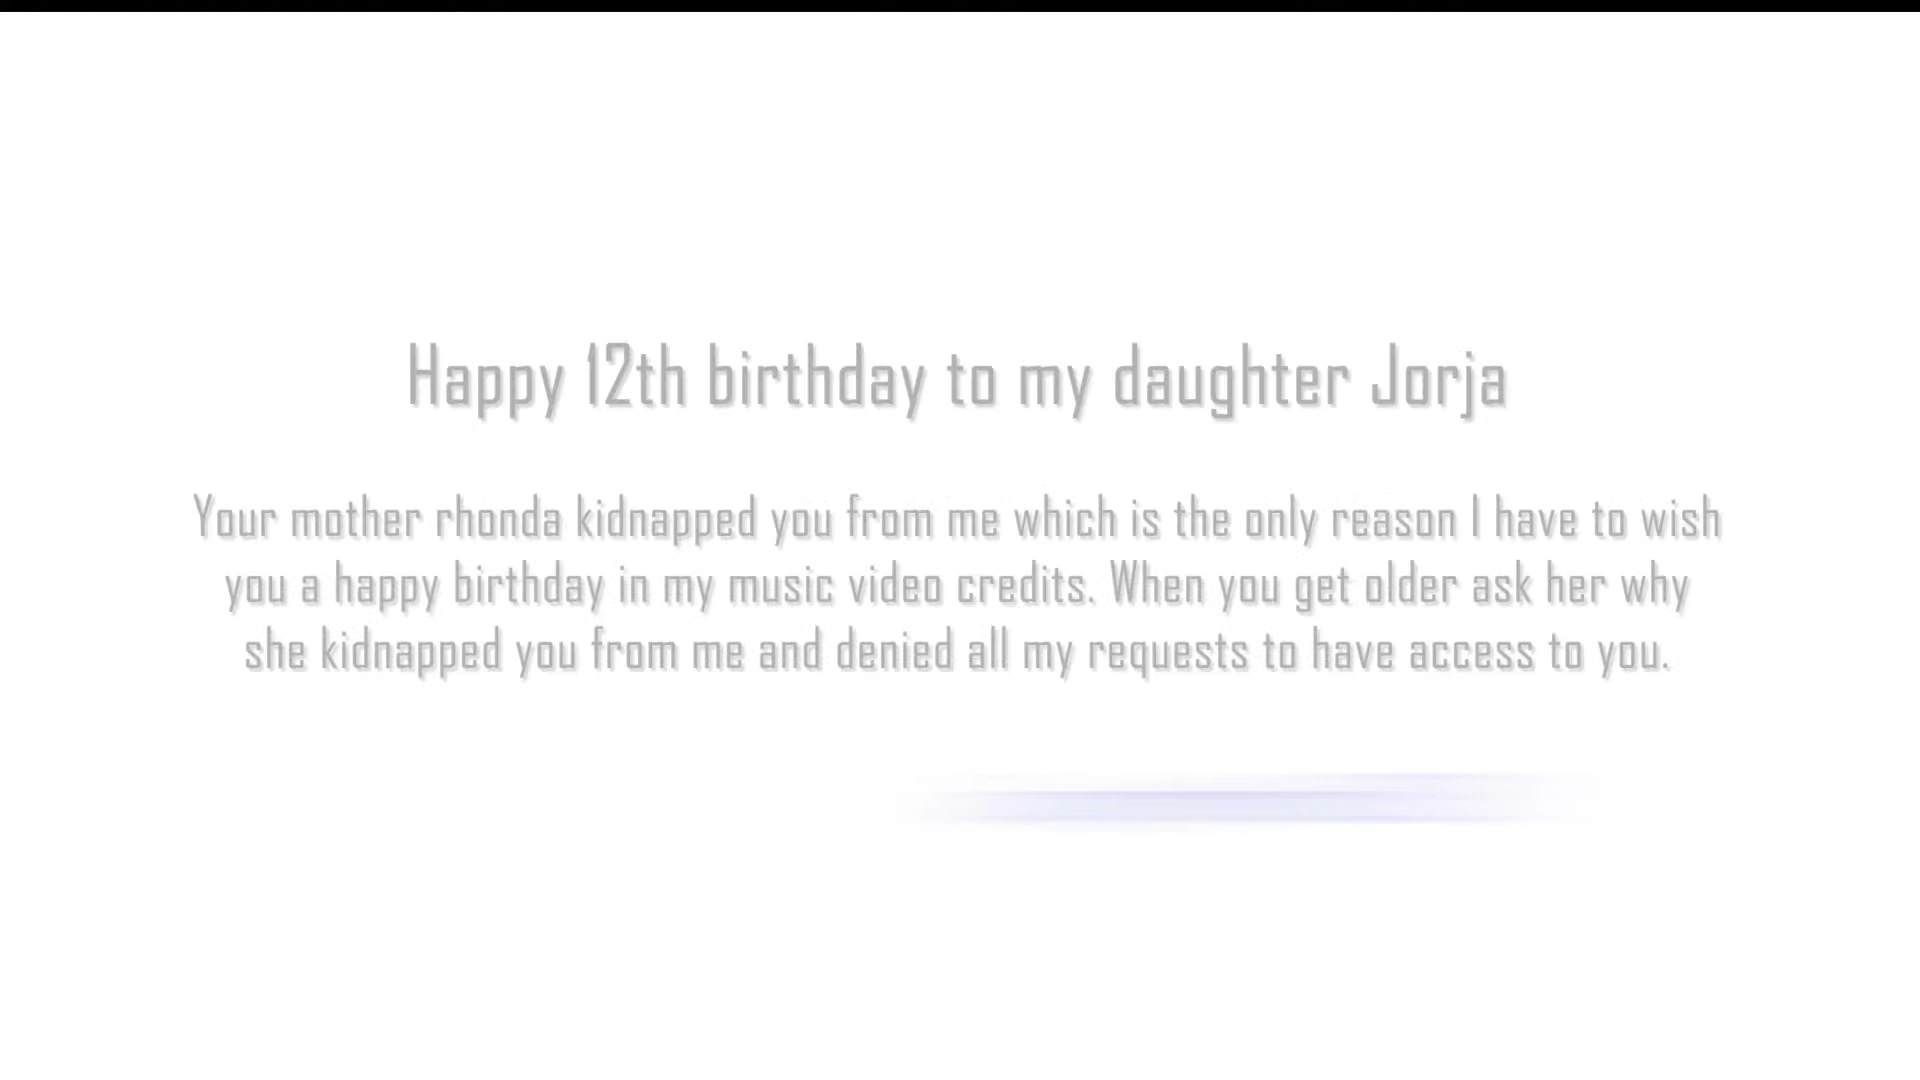 Happy 12th birthday to my daughter Jorja
Your mother rhonda kidnapped you from me which is the only reason I have to wish
you a happy birthday in my music video credits. When you get older ask her why
she kidnapped you from me and denied all my requests to have access to you.